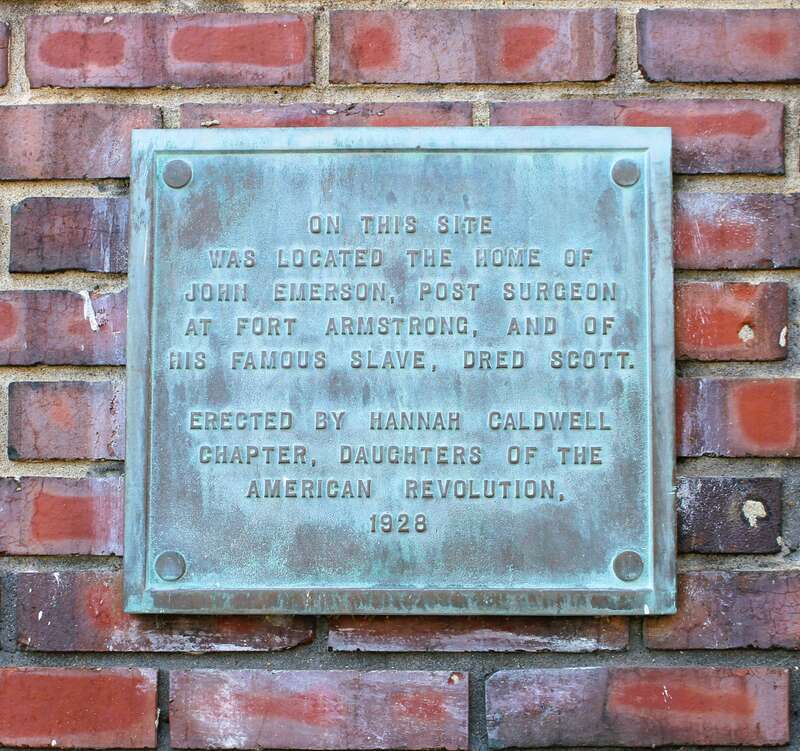 ON THIS SITE
WAS LOCATED THE HOME OF
JOHN EMERSON, POST SURGEON
AT FORT ARMSTRONG, AND OF
HIS FAMOUS SLAVE, DRED SCOTT.
ERECTED BY HANNAH CALDWELL
CHAPTER, DAUGHTERS OF THE
AMERICAN REVOLUTION,
1928